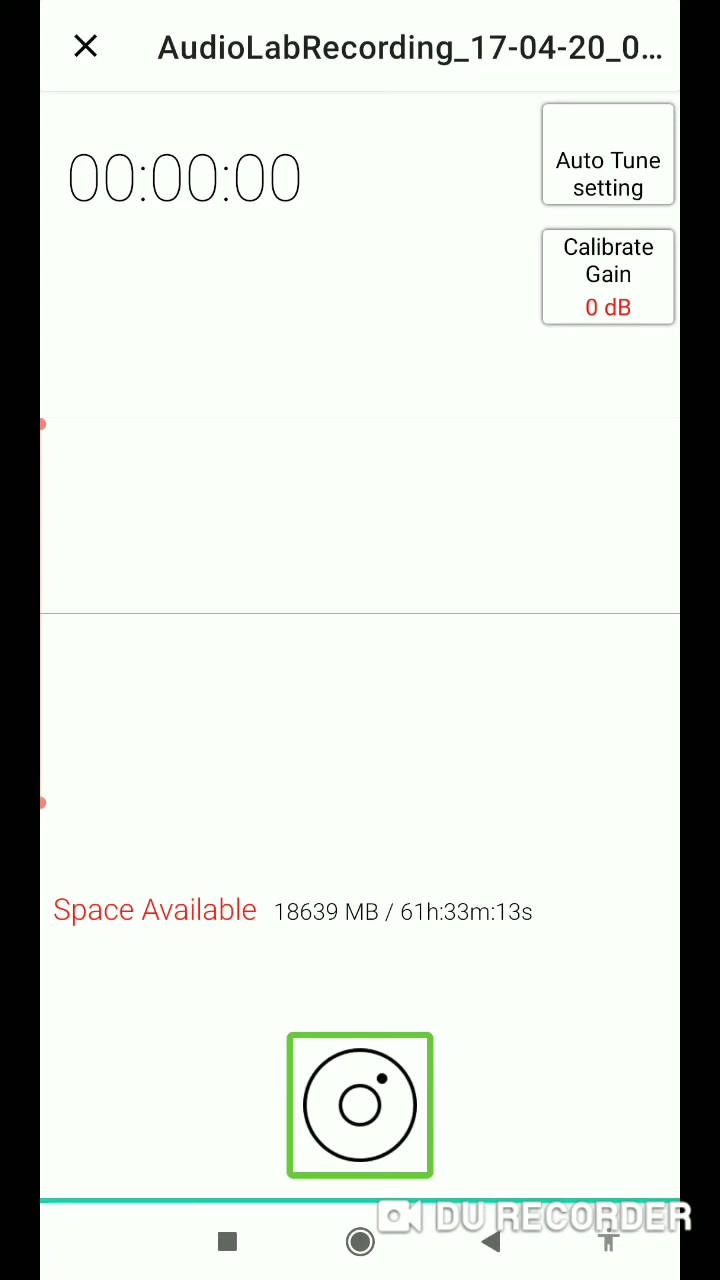 AudioLabRecording_17-04-20_0...
00:00:00
Auto Tune
setting
Calibrate
Gain
0 dB
Space Available 18639 MB / 61h:33m:13s
DU RECORDER